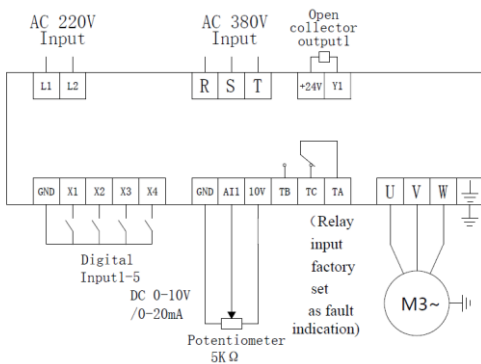 AC 220V
Input
AC 380V
Input
Open
collector
output1
L1 L2
R S T
+24V Y1
GND X1 X2 X3 X4
GND AI1 10V
TB TC TA
U V W
Digital
Input1-5
DC 0-10V
/0-20mA
Potentiometer
5KΩ
(Relay
input
factory
set
as fault
indication)
M3~